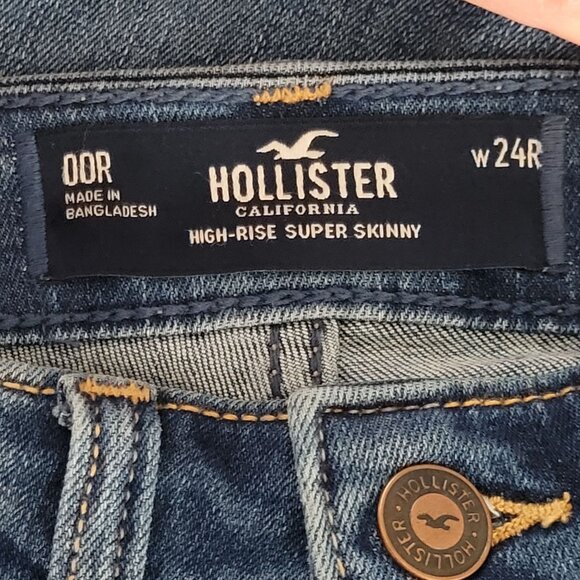 00R
MADE IN
BANGLADESH
HOLLISTER
CALIFORNIA
HIGH-RISE SUPER SKINNY
W24R
HOLLISTER
HOLLISTER